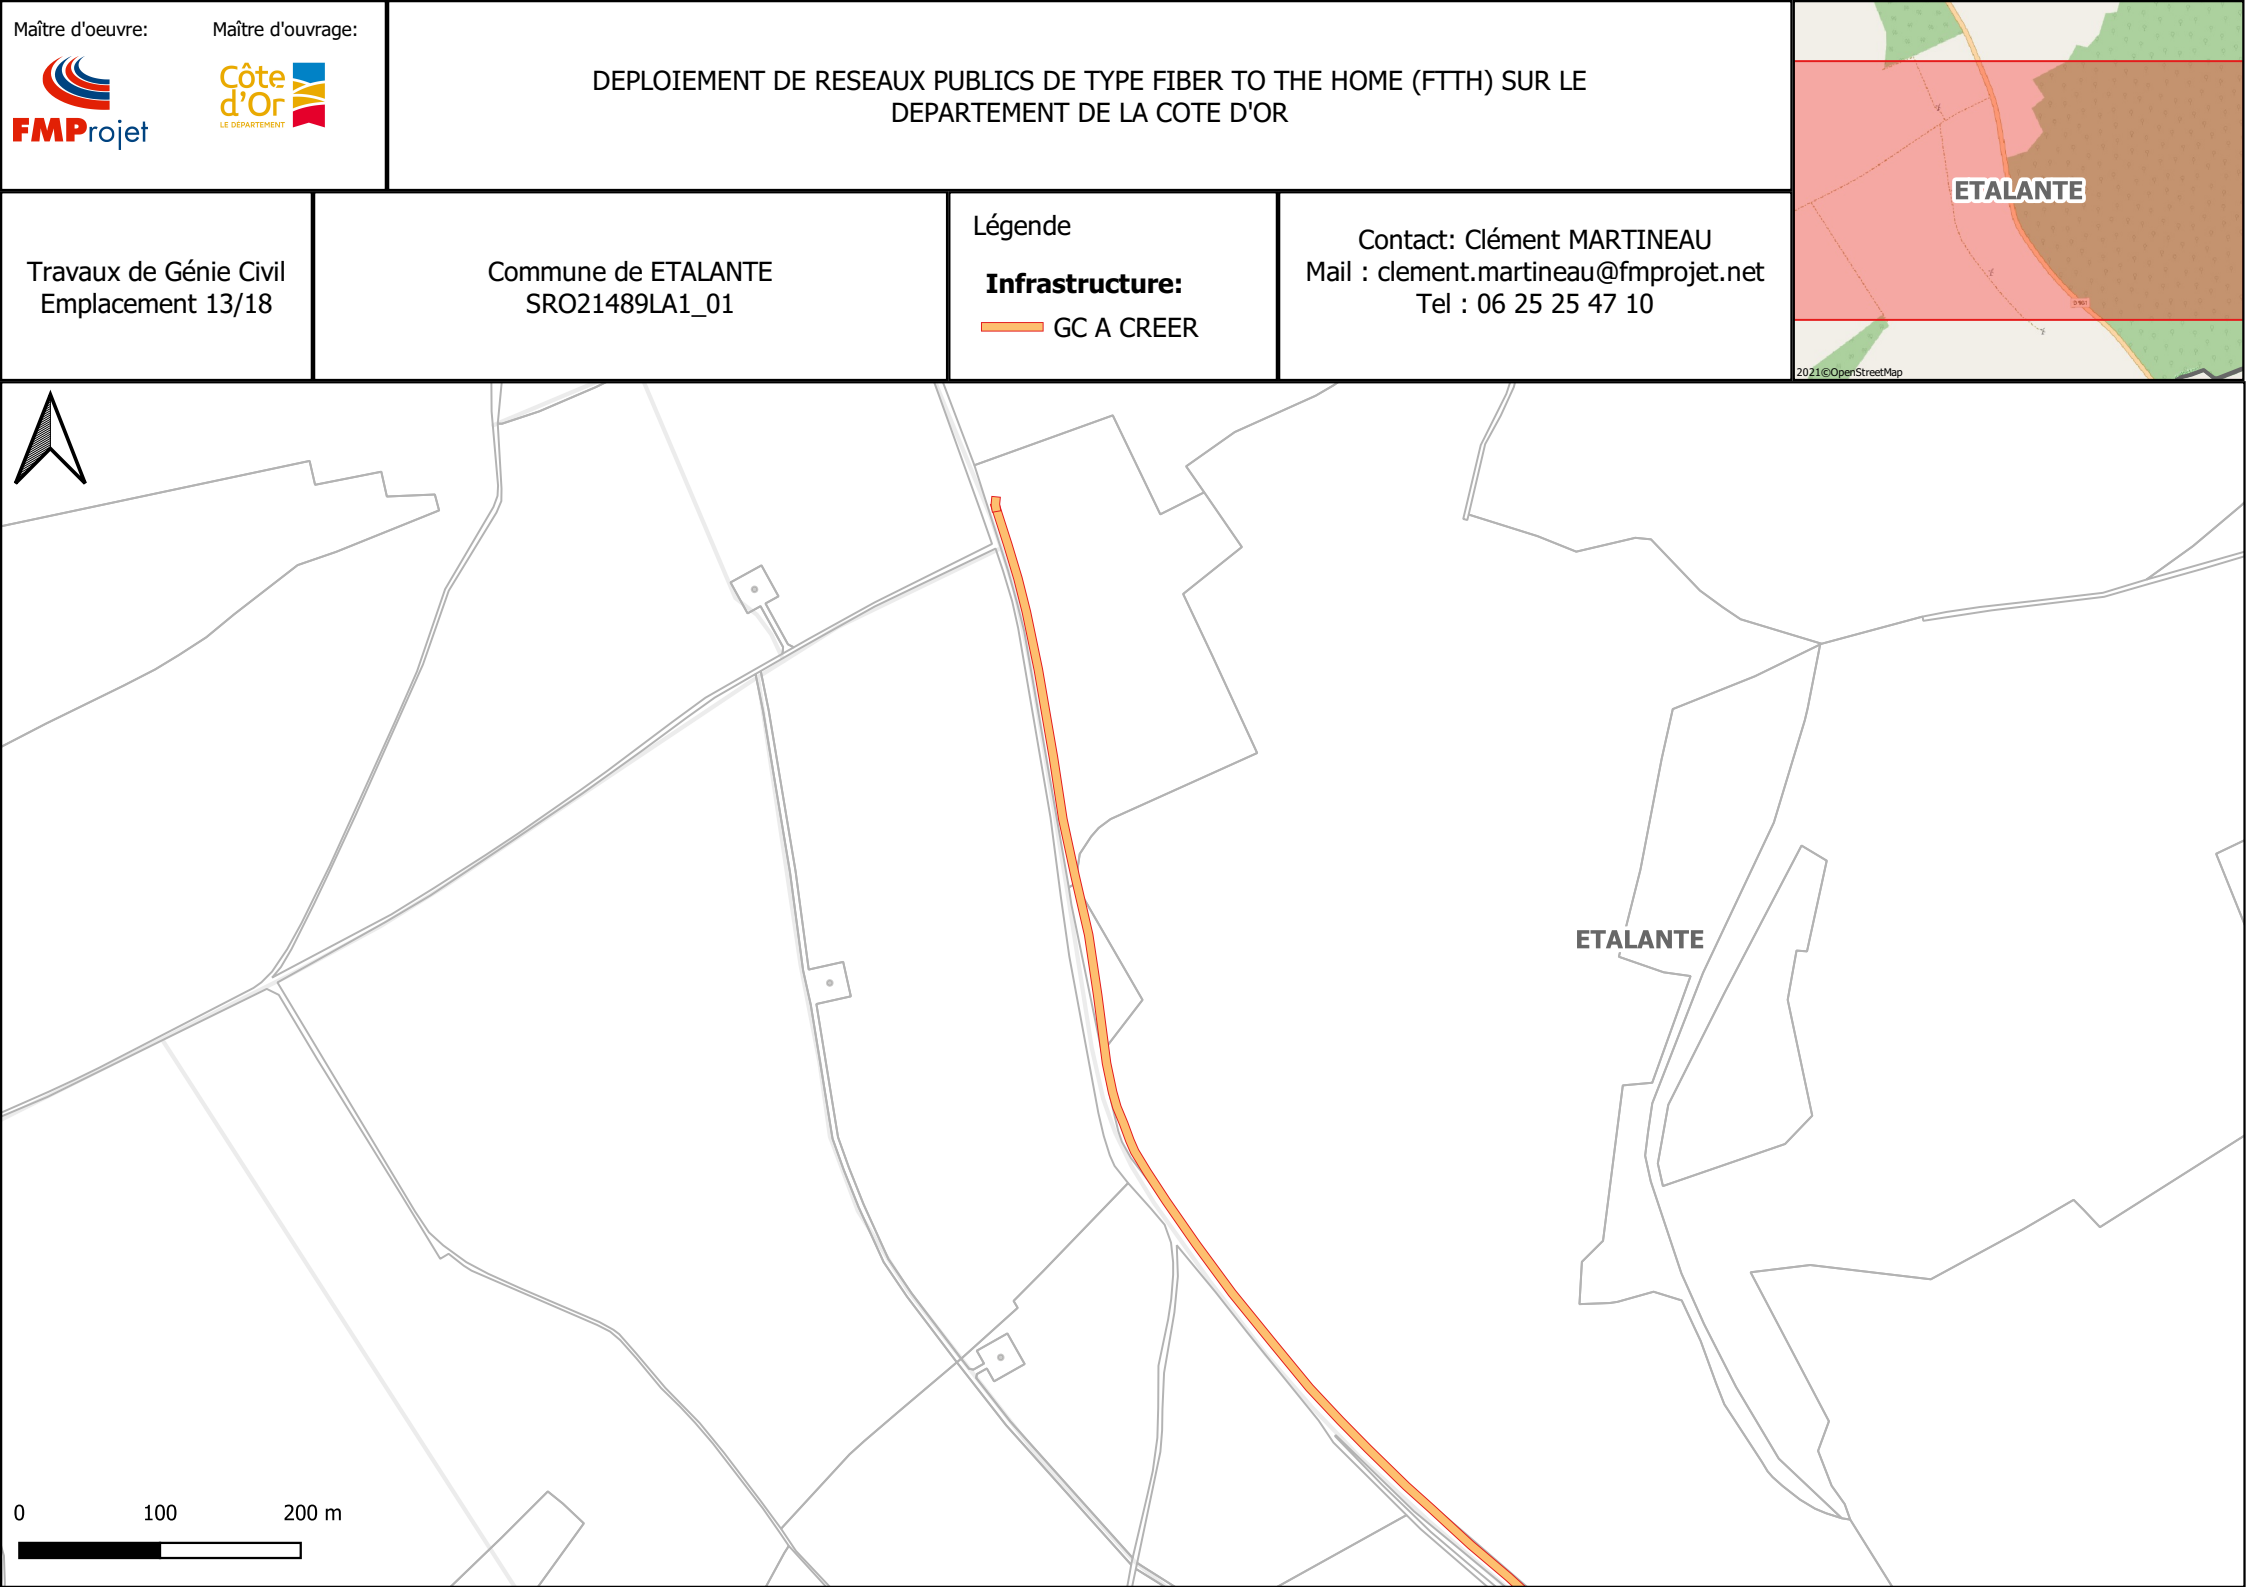 Maître d'oeuvre:
Maître d'ouvrage:
FMProjet
Côte
d'Or
LE DÉPARTEMENT
DEPLOIEMENT DE RESEAUX PUBLICS DE TYPE FIBER TO THE HOME (FTTH) SUR LE
DEPARTEMENT DE LA COTE D'OR
Travaux de Génie Civil
Emplacement 13/18
Commune de ETALANTE
SRO21489LA1_01
Légende
Infrastructure:
GC A CREER
Contact: Clément MARTINEAU
Mail : clement.martineau@fmprojet.net
Tel : 06 25 25 47 10
ETALANTE
2021©OpenStreetMap
ETALANTE
0 100 200 m